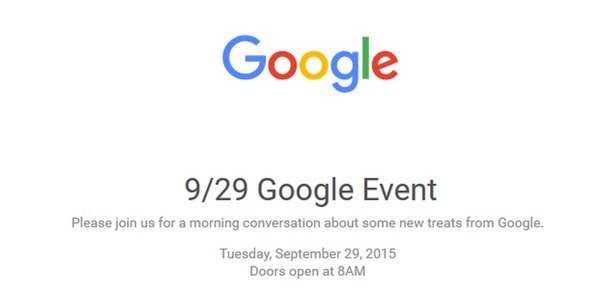 Google
9/29 Google Event
Please join us for a morning conversation about some new treats from Google.
Tuesday, September 29, 2015
Doors open at 8AM